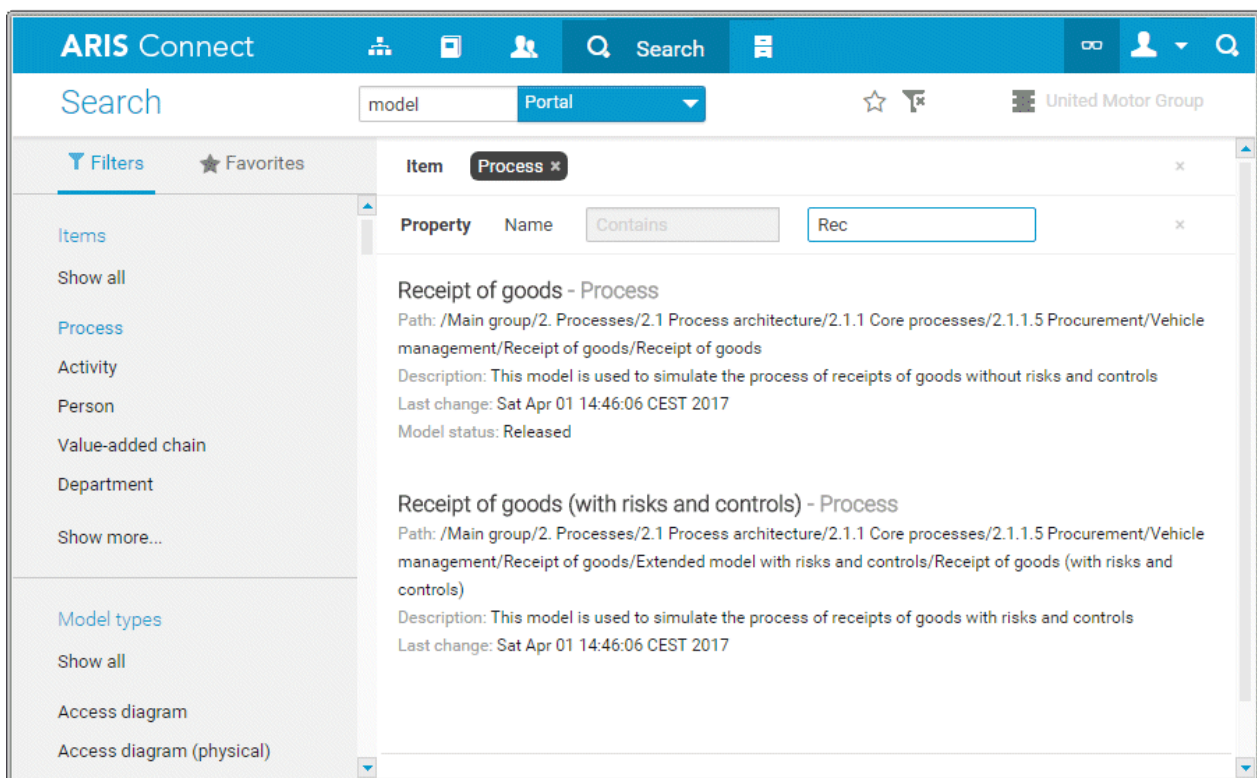 ARIS Connect
Search
Search
model
Portal
United Motor Group
Filters
Favorites
Items
Show all
Process
Activity
Person
Value-added chain
Department
Show more...
Model types
Show all
Access diagram
Access diagram (physical)
Item
Process ×
×
Property
Name
Contains
Rec
×
Receipt of goods - Process
Path: /Main group/2. Processes/2.1 Process architecture/2.1.1 Core processes/2.1.1.5 Procurement/Vehicle
management/Receipt of goods/Receipt of goods
Description: This model is used to simulate the process of receipts of goods without risks and controls
Last change: Sat Apr 01 14:46:06 CEST 2017
Model status: Released
Receipt of goods (with risks and controls) - Process
Path: /Main group/2. Processes/2.1 Process architecture/2.1.1 Core processes/2.1.1.5 Procurement/Vehicle
management/Receipt of goods/Extended model with risks and controls/Receipt of goods (with risks and
controls)
Description: This model is used to simulate the process of receipts of goods with risks and controls
Last change: Sat Apr 01 14:46:06 CEST 2017